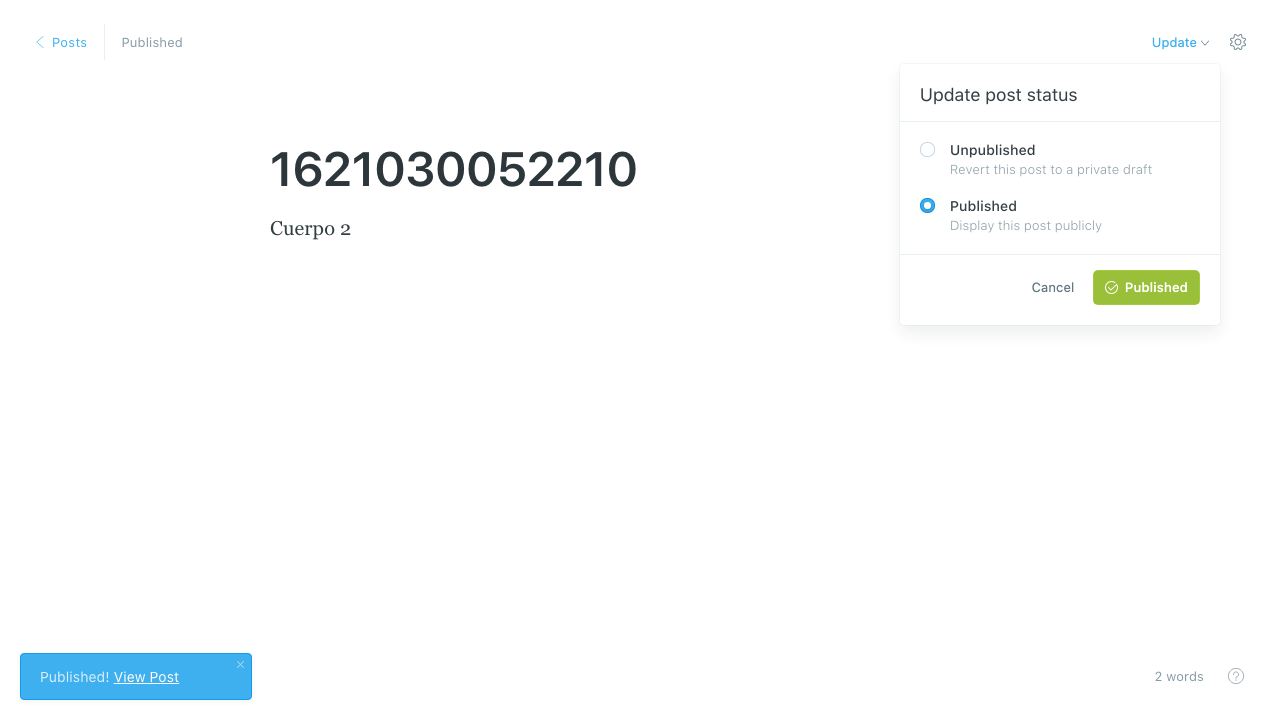 Posts
Published
Update
Update post status
Unpublished
Revert this post to a private draft
Published
Display this post publicly
Cancel
Published
1621030052210
Cuerpo 2
Published! View Post
2 words